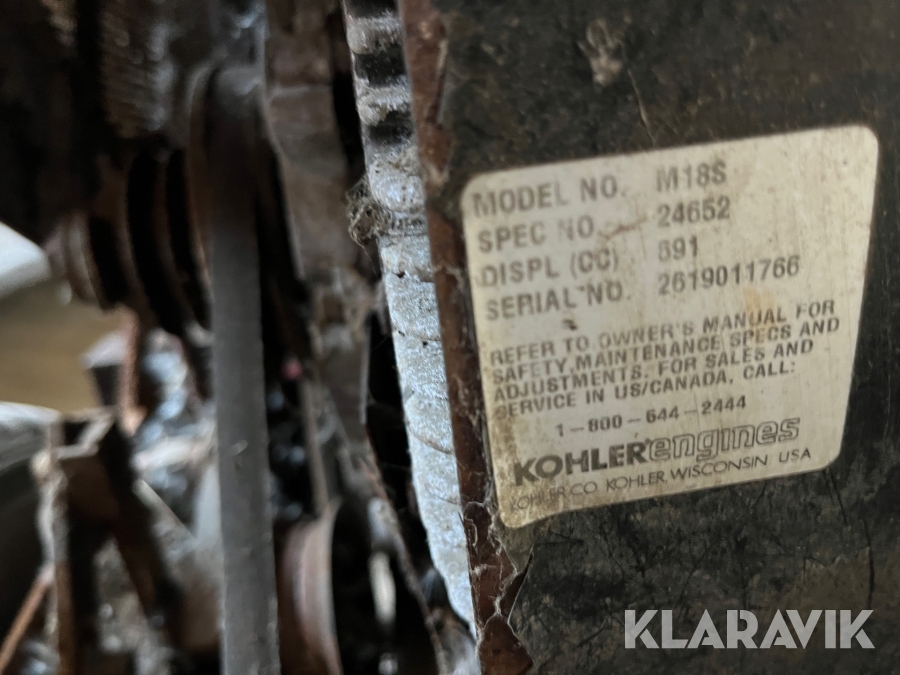 MODEL NO. M18S
SPEC NO. 24652
DISPL (CC) 691
SERIAL NO. 2619011766
REFER TO OWNER'S MANUAL FOR
SAFETY, MAINTENANCE SPECS AND
ADJUSTMENTS. FOR SALES AND
SERVICE IN US/CANADA, CALL:
1-800-544-2444
KOHLER engines
KOHLER CO. KOHLER, WISCONSIN USA
KLARAVIK